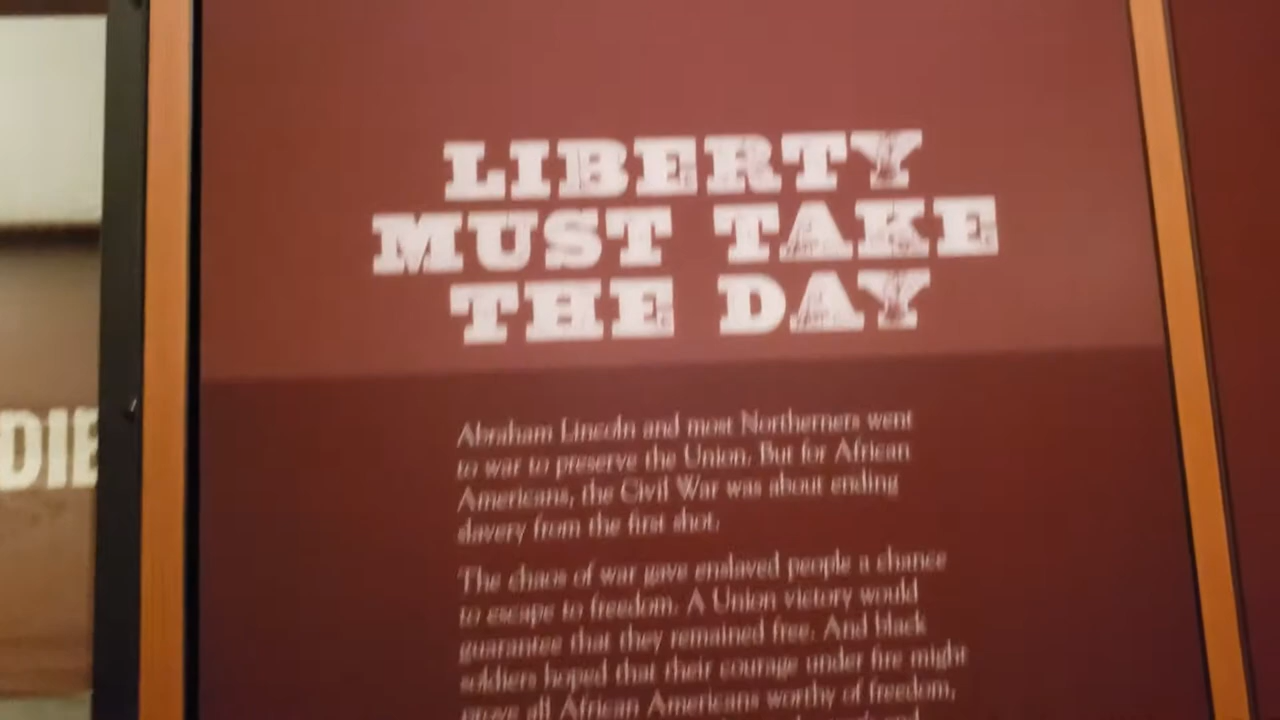 LIBERTY
MUST TAKE
THE DAY
DIE
Abraham Lincoln and most Northerners went
to war to preserve the Union. But for African
Americans, the Civil War was about ending
slavery from the first shot.
The chaos of war gave enslaved people a chance
to escape to freedom. A Union victory would
guarantee that they remained free. And black
soldiers hoped that their courage under fire might
prove all African Americans worthy of freedom,